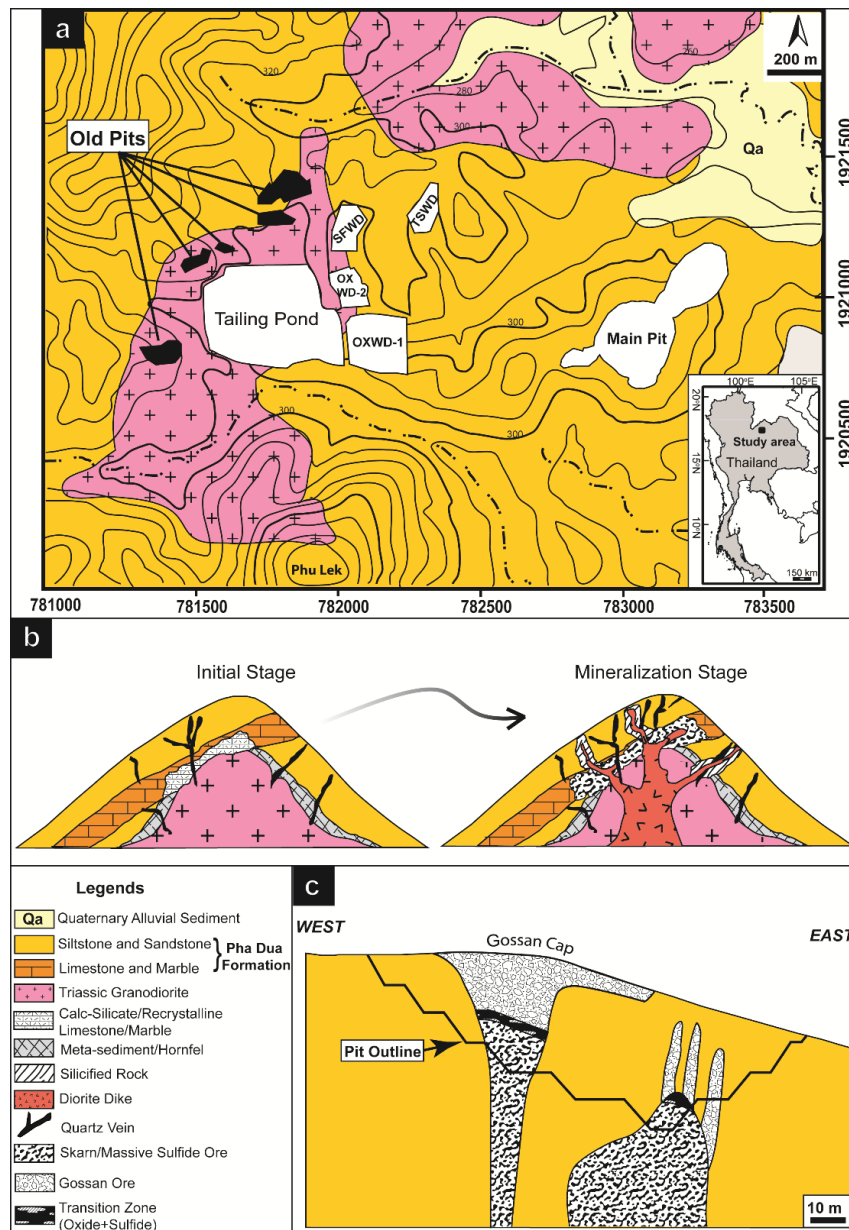 a
200 m
320
280
300
260
Old Pits
Qa
SFWD
TSWD
OX
WD-2
OXWD-1
Tailing Pond
Main Pit
300
300
300
Phu Lek
1921500
1921000
1920500
100°E
105°E
20°N
15°N
10°N
Study area
Thailand
150 km
781000
781500
782000
782500
783000
783500
b
Initial Stage
Mineralization Stage
Legends
Qa
Quaternary Alluvial Sediment
Siltstone and Sandstone
Limestone and Marble
Pha Dua
Formation
Triassic Granodiorite
Calc-Silicate/Recrystalline
Limestone/Marble
Meta-sediment/Hornfel
Silicified Rock
Diorite Dike
Quartz Vein
Skarn/Massive Sulfide Ore
Gossan Ore
Transition Zone
(Oxide+Sulfide)
c
WEST
Gossan Cap
EAST
Pit Outline
10 m